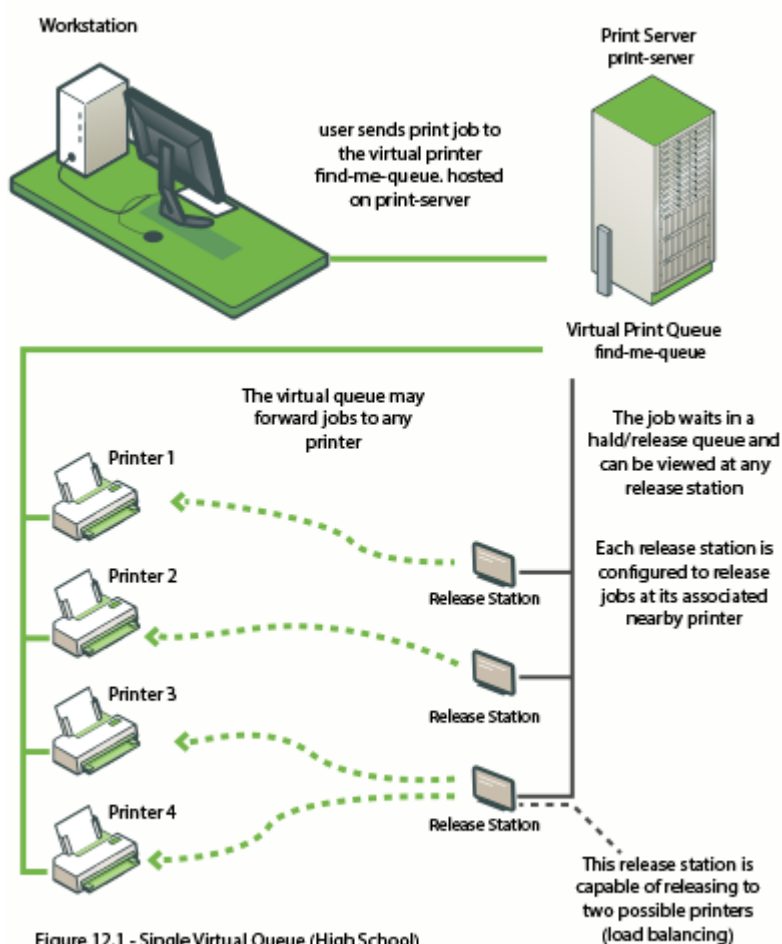 Workstation
Print Server
print-server
user sends print job to
the virtual printer
find-me-queue. hosted
on print-server
Virtual Print Queue
find-me-queue
The virtual queue may
forward jobs to any
printer
The job waits in a
hald/release queue and
can be viewed at any
release station
Each release station is
configured to release
jobs at its associated
nearby printer
Printer 1
Release Station
Printer 2
Release Station
Printer 3
Release Station
Printer 4
This release station is
capable of releasing to
two possible printers
(load balancing)
Figure 12.1 - Single Virtual Queue (High School)